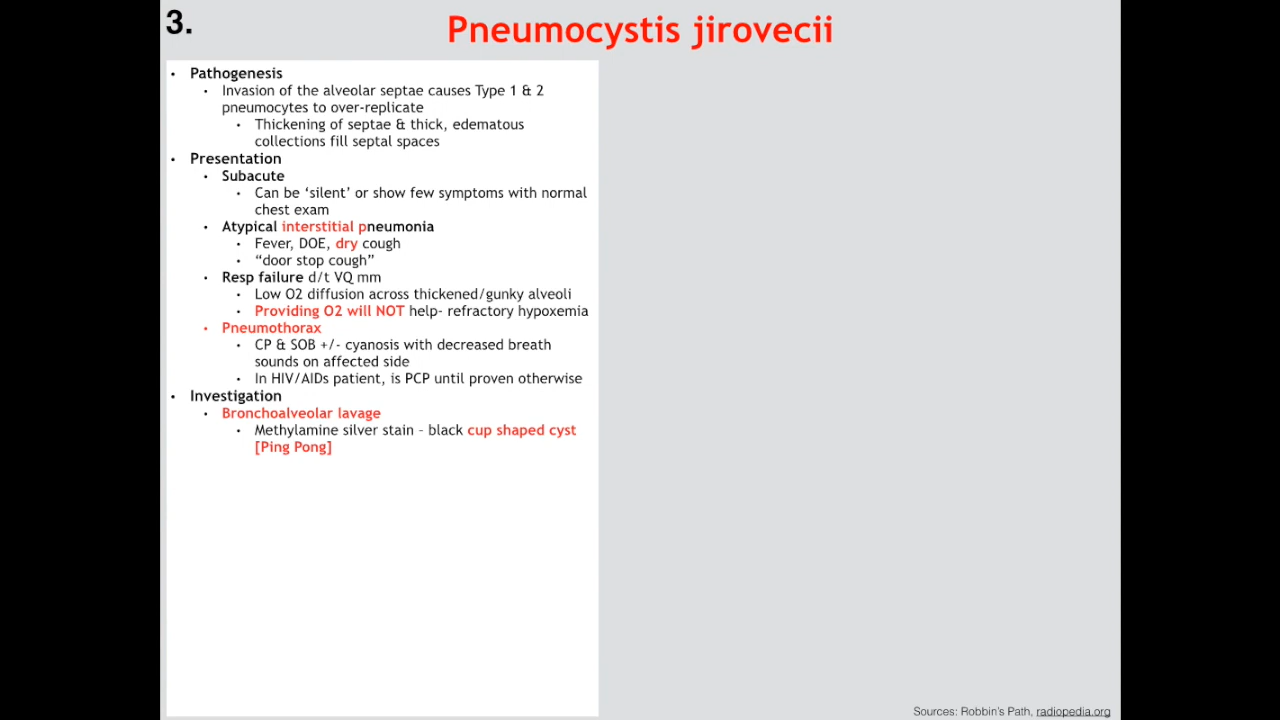 3.
Pneumocystis jirovecii
• Pathogenesis
• Invasion of the alveolar septae causes Type 1 & 2
pneumocytes to over-replicate
• Thickening of septae & thick, edematous
collections fill septal spaces
• Presentation
• Subacute
• Can be ‘silent’ or show few symptoms with normal
chest exam
• Atypical interstitial pneumonia
• Fever, DOE, dry cough
• “door stop cough”
• Resp failure d/t VQ mm
• Low O2 diffusion across thickened/gunky alveoli
• Providing O2 will NOT help- refractory hypoxemia
• Pneumothorax
• CP & SOB +/- cyanosis with decreased breath
sounds on affected side
• In HIV/AIDs patient, is PCP until proven otherwise
• Investigation
• Bronchoalveolar lavage
• Methylamine silver stain – black cup shaped cyst
[Ping Pong]
Sources: Robbin’s Path, radiopedia.org